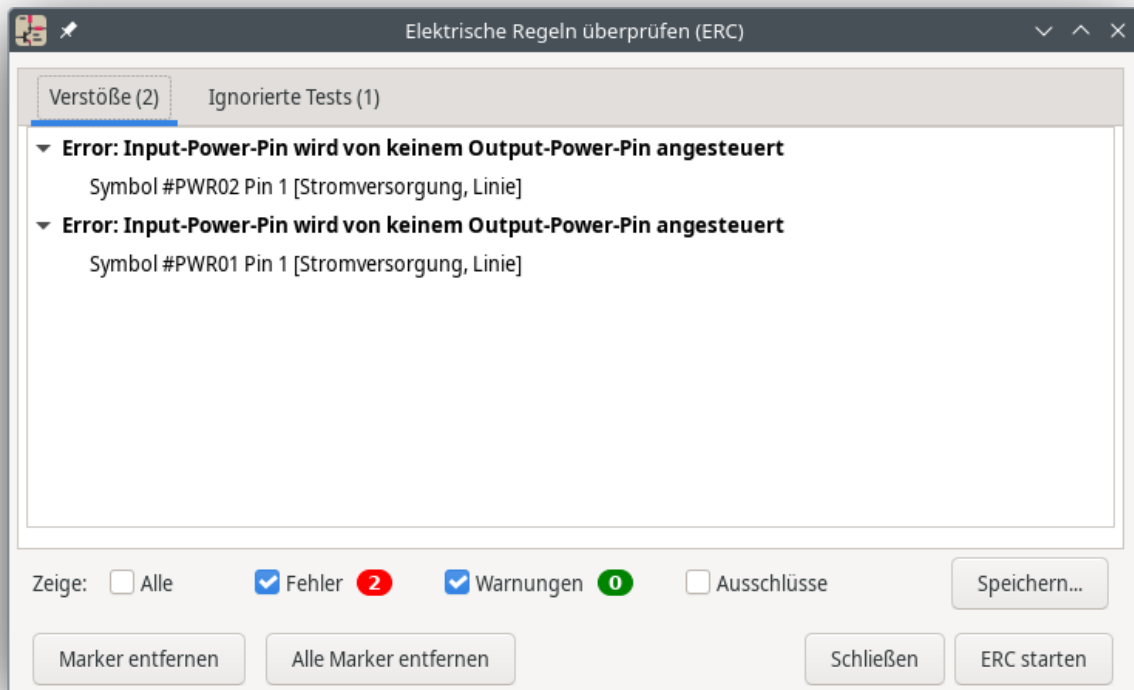 Elektrische Regeln überprüfen (ERC)
Verstöße (2) Ignorierte Tests (1)
Error: Input-Power-Pin wird von keinem Output-Power-Pin angesteuert
Symbol #PWR02 Pin 1 [Stromversorgung, Linie]
Error: Input-Power-Pin wird von keinem Output-Power-Pin angesteuert
Symbol #PWR01 Pin 1 [Stromversorgung, Linie]
Zeige: Alle Fehler 2 Warnungen 0 Ausschlüsse Speichern...
Marker entfernen Alle Marker entfernen Schließen ERC starten